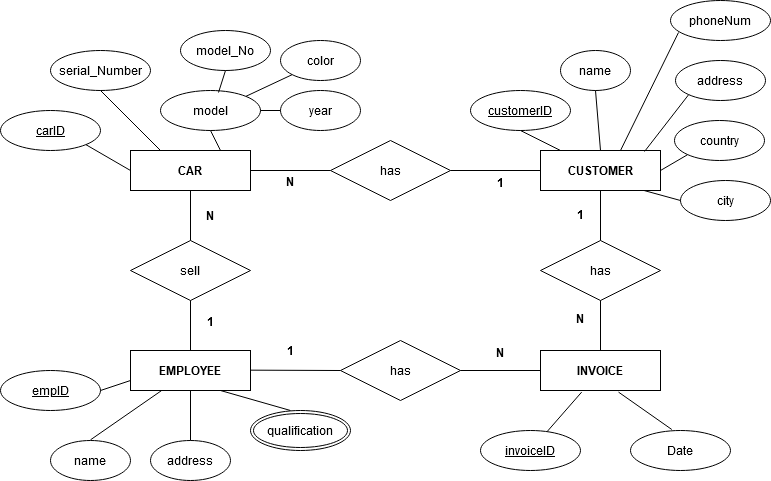 phoneNum
model_No
color
serial_Number
name
address
model
year
customerID
carID
country
CAR
has
CUSTOMER
N
1
city
N
1
sell
has
1
N
1
N
EMPLOYEE
has
INVOICE
empID
qualification
name
address
invoiceID
Date